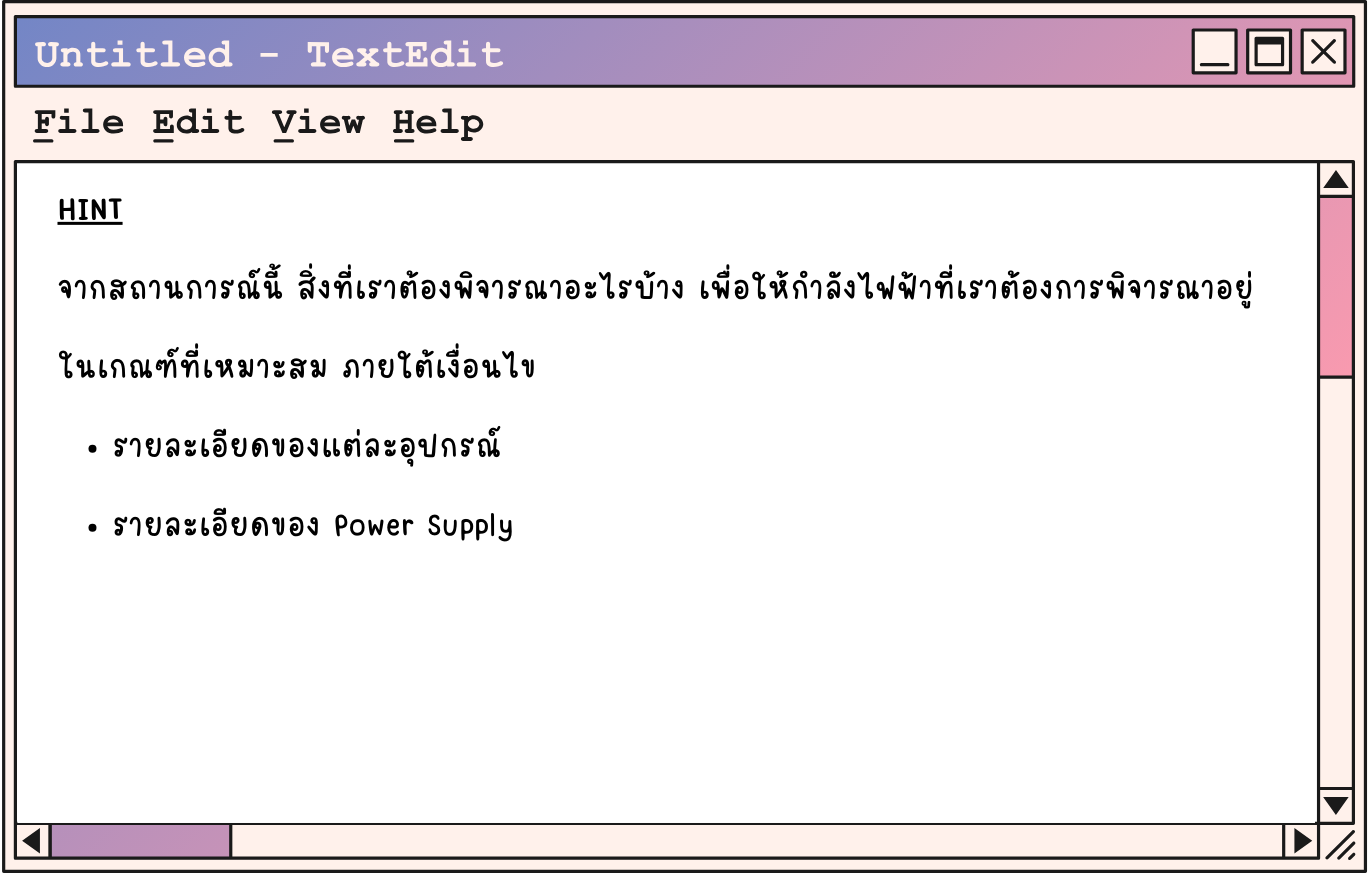 Untitled - TextEdit
File Edit View Help
HINT
จากสถานการณ์นี้ สิ่งที่เราต้องพิจารณาอะไรบ้าง เพื่อให้กำลังไฟฟ้าที่เราต้องการพิจารณาอยู่
ในเกณฑ์ที่เหมาะสม ภายใต้เงื่อนไข
• รายละเอียดของแต่ละอุปกรณ์
• รายละเอียดของ Power Supply